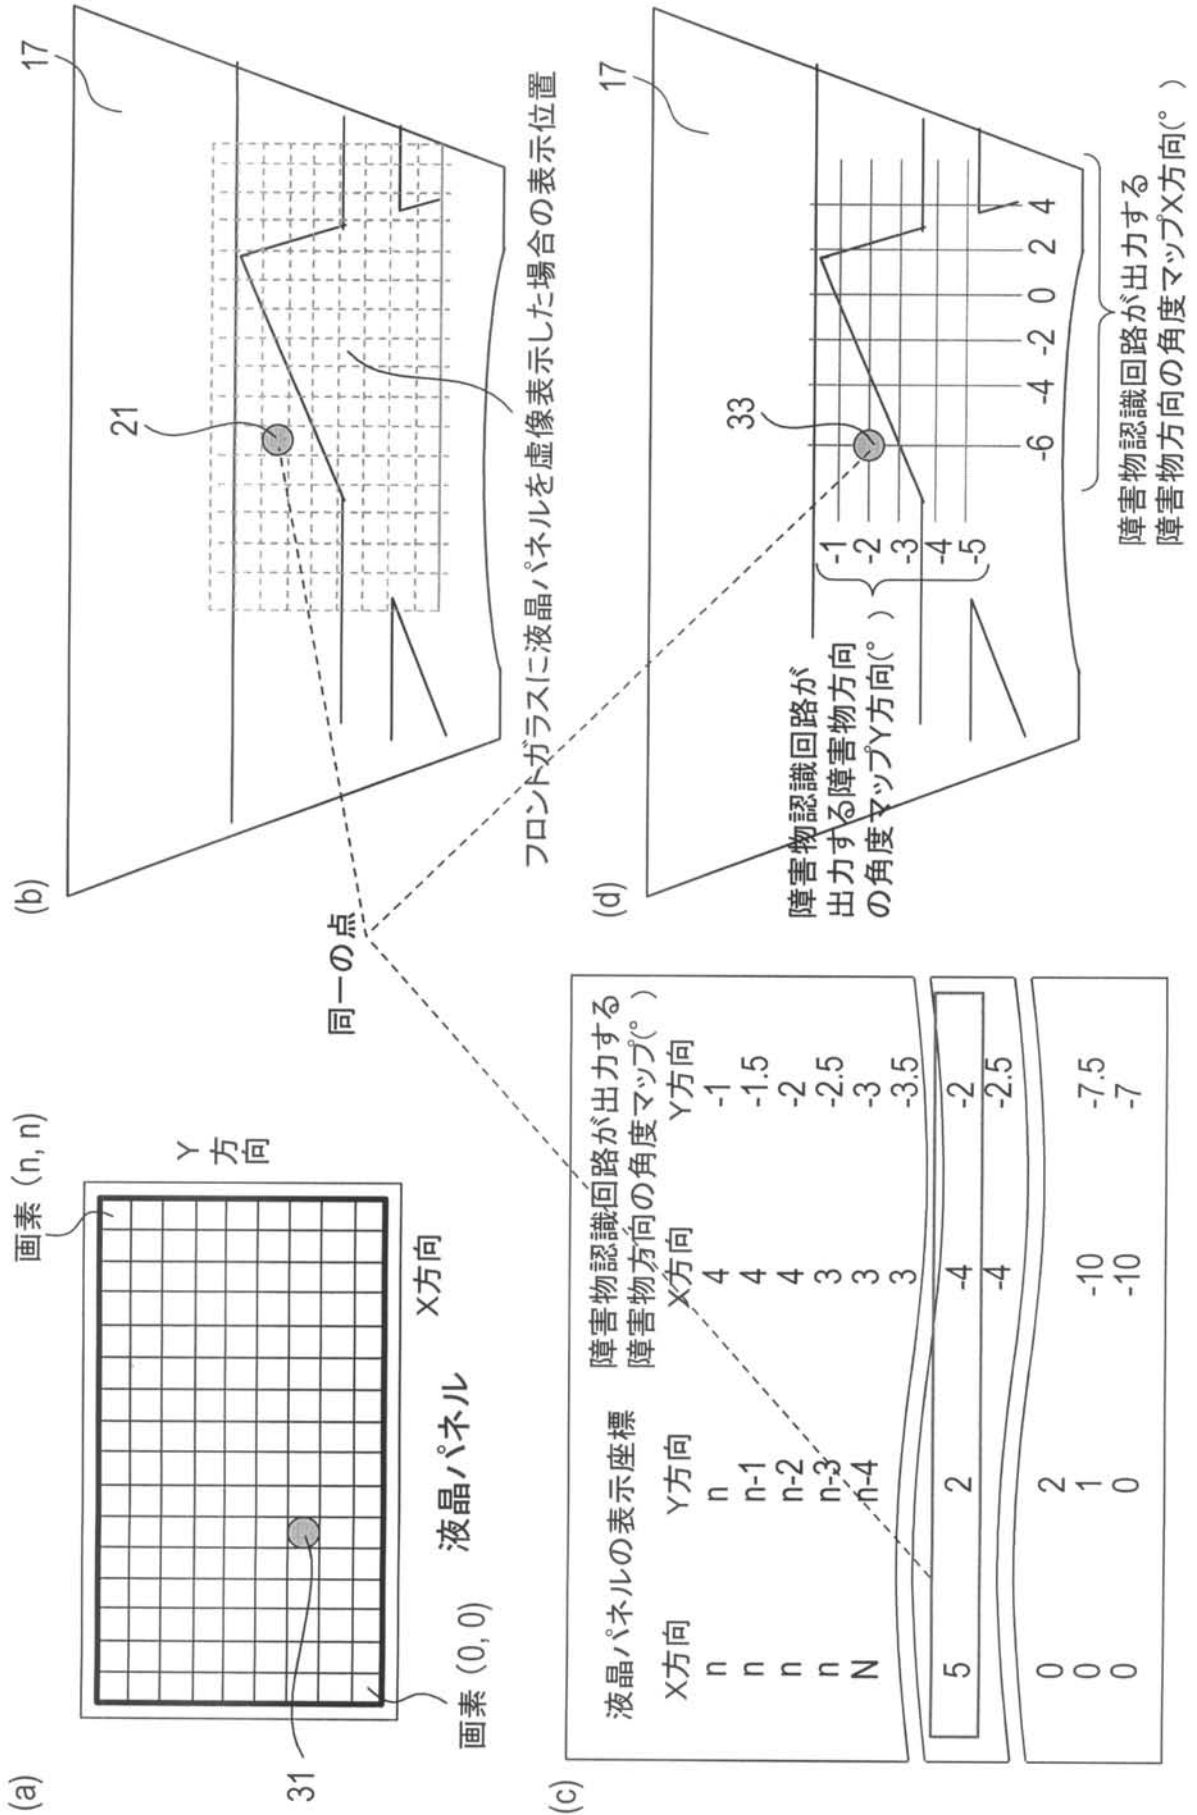 (a)
画素 (n, n)
Y
方
向
X方向
液晶パネル
画素 (0, 0)
31
(b)
17
21
フロントガラスに液晶パネルを虚像表示した場合の表示位置
同一の点
(c)
液晶パネルの表示座標
障害物認識回路が出力する
障害物方向の角度マップ(°)
X方向 Y方向 X方向 Y方向
n n 4 -1
n n-1 4 -1.5
n n-2 4 -2
n n-3 3 -2.5
N n-4 3 -3
3 -3.5
5 2 -4 -2
-4 -2.5
0 2
0 1 -10 -7.5
0 0 -10 -7
(d)
17
33
-1
-2
-3
-4
-5
障害物認識回路が
出力する障害物方向
の角度マップY方向(°)
-6 -4 -2 0 2 4
障害物認識回路が出力する
障害物方向の角度マップX方向(°)